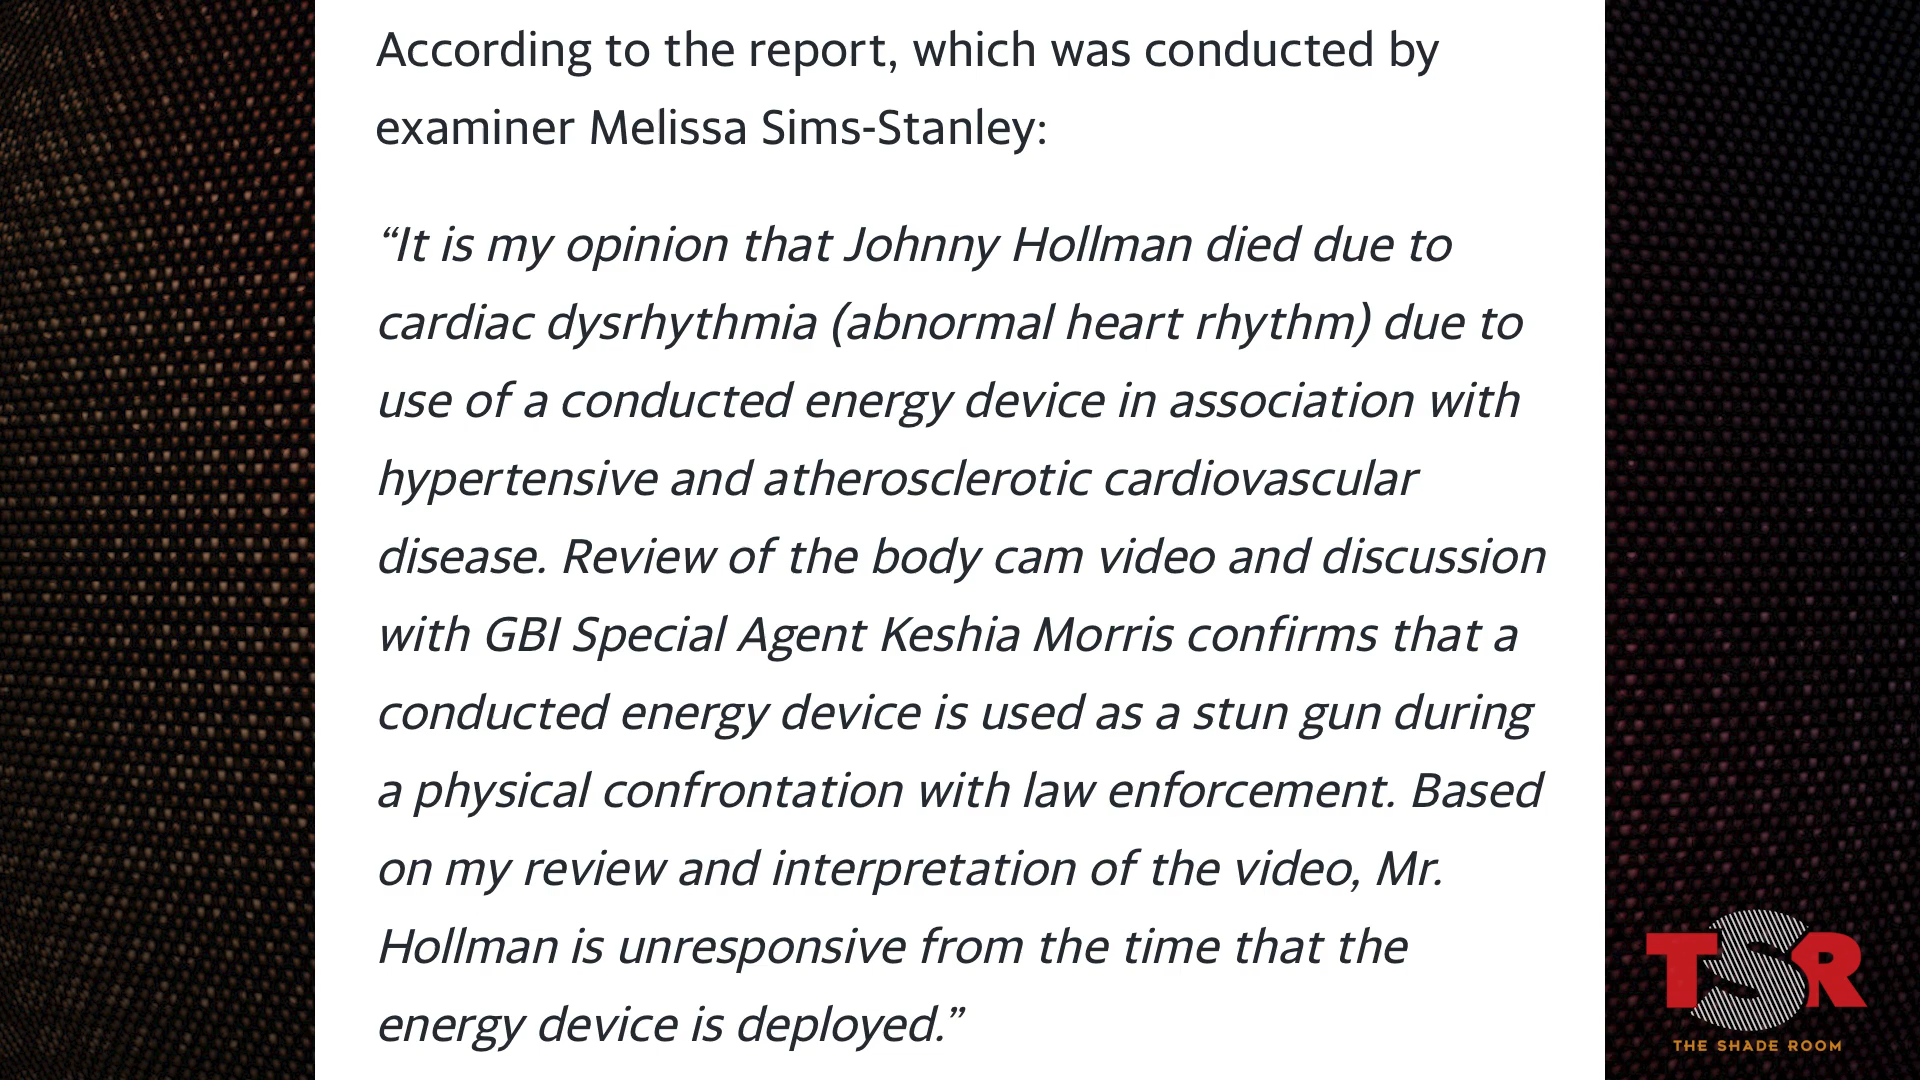 According to the report, which was conducted by
examiner Melissa Sims-Stanley:
“It is my opinion that Johnny Hollman died due to
cardiac dysrhythmia (abnormal heart rhythm) due to
use of a conducted energy device in association with
hypertensive and atherosclerotic cardiovascular
disease. Review of the body cam video and discussion
with GBI Special Agent Keshia Morris confirms that a
conducted energy device is used as a stun gun during
a physical confrontation with law enforcement. Based
on my review and interpretation of the video, Mr.
Hollman is unresponsive from the time that the
energy device is deployed.”
TSR
THE SHADE ROOM